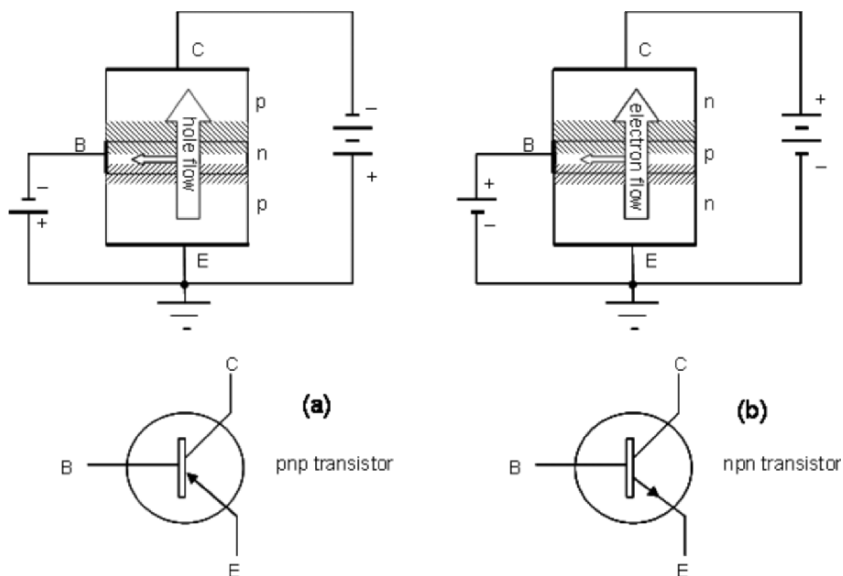 C
p
hole flow
B
n
p
E
−
+
−
+
C
n
electron flow
B
p
n
E
+
−
+
−
C
(a)
B
pnp transistor
E
C
(b)
B
npn transistor
E